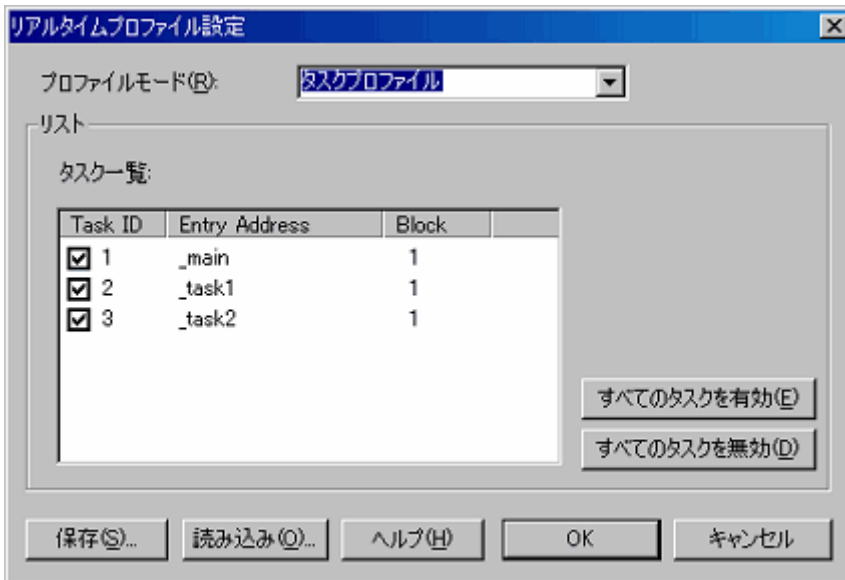 リアルタイムプロファイル設定
プロファイルモード(R): タスクプロファイル
リスト
タスク一覧:
Task ID Entry Address Block
1 _main 1
2 _task1 1
3 _task2 1
すべてのタスクを有効(E)
すべてのタスクを無効(D)
保存(S)... 読み込み(O)... ヘルプ(H) OK キャンセル